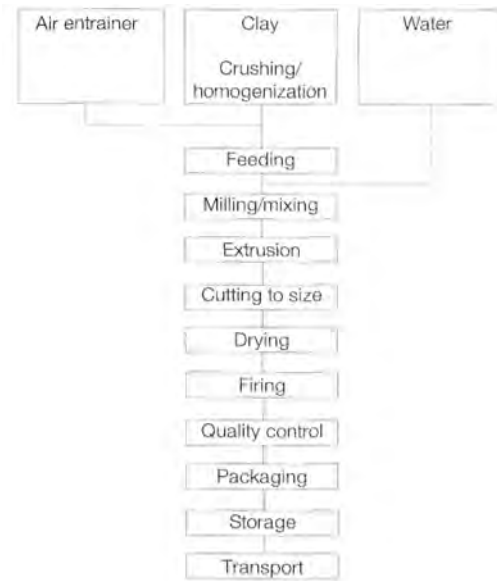 Air entrainer
Clay
Water
Crushing/
homogenization
Feeding
Milling/mixing
Extrusion
Cutting to size
Drying
Firing
Quality control
Packaging
Storage
Transport